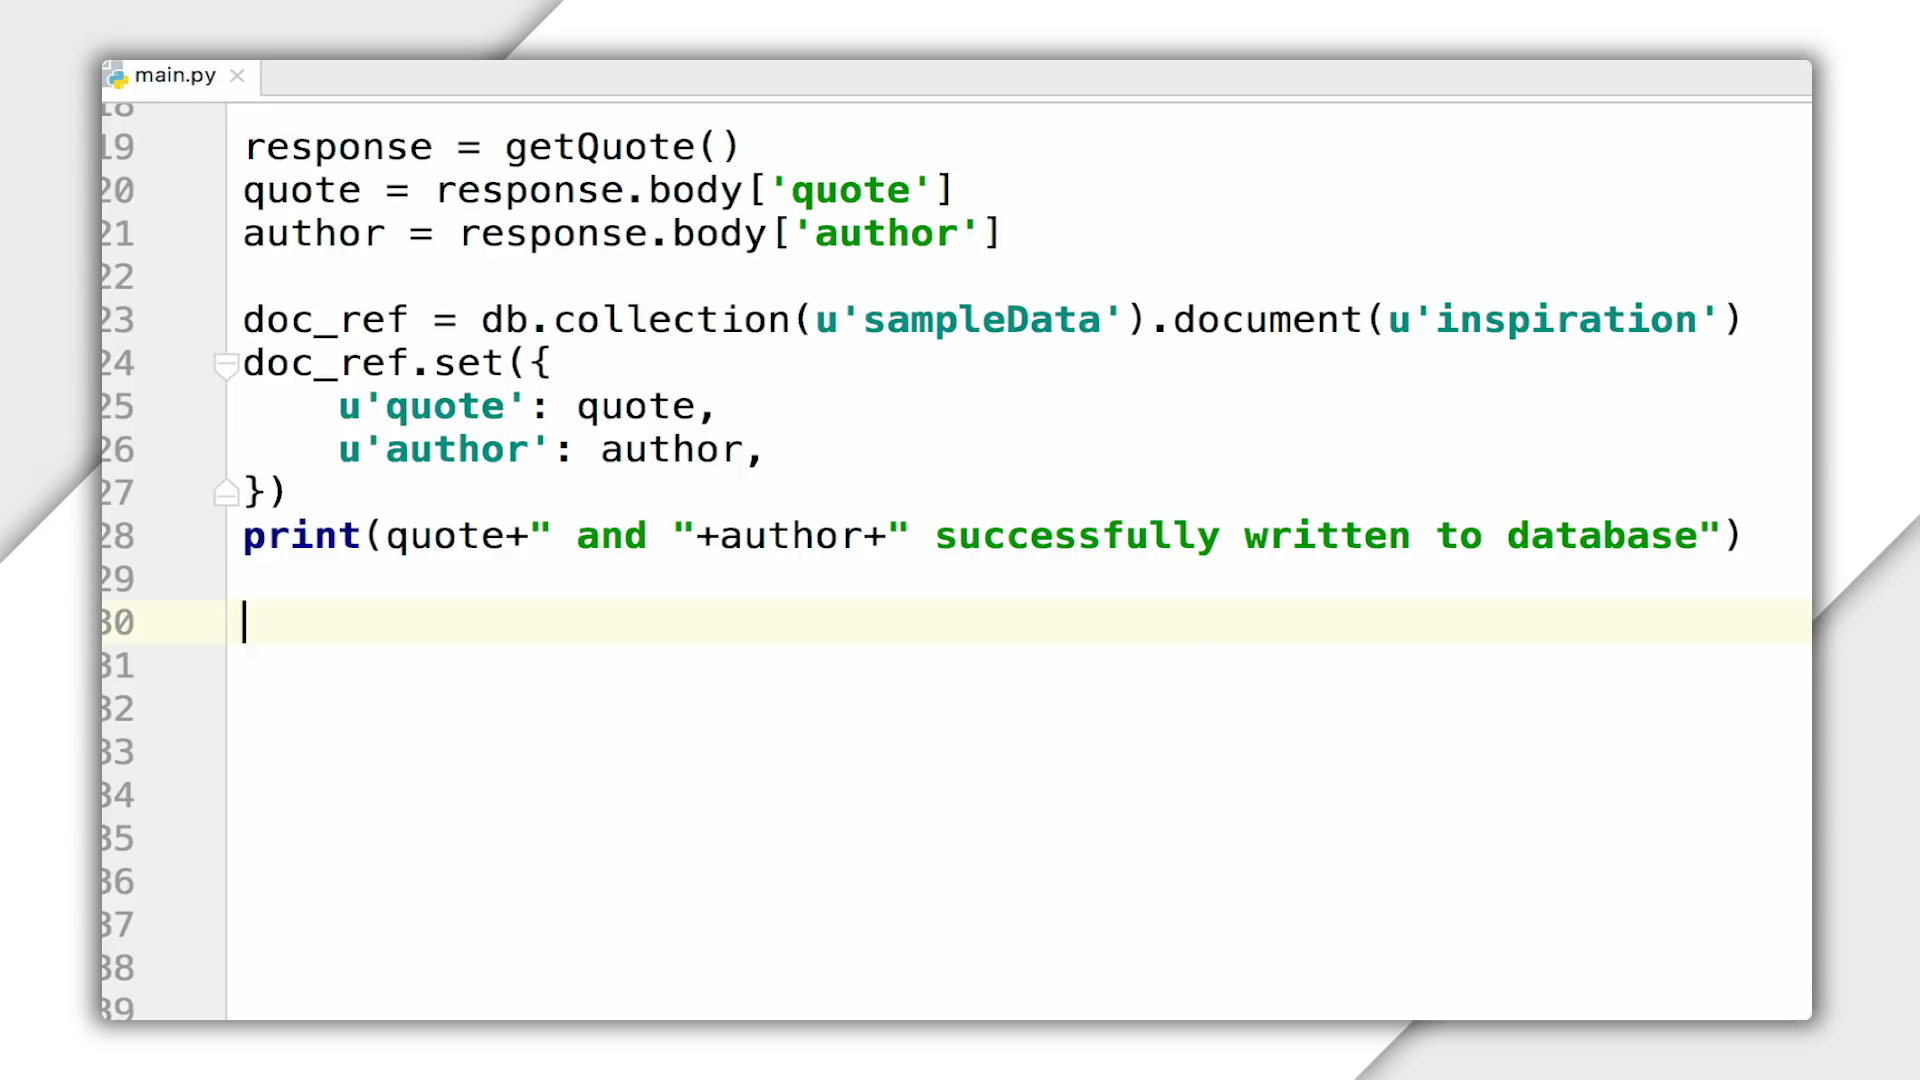 main.py
18
19 response = getQuote()
20 quote = response.body['quote']
21 author = response.body['author']
22
23 doc_ref = db.collection(u'sampleData').document(u'inspiration')
24 doc_ref.set({
25 u'quote': quote,
26 u'author': author,
27 })
28 print(quote+" and "+author+" successfully written to database")
29
30
31
32
33
34
35
36
37
38
39